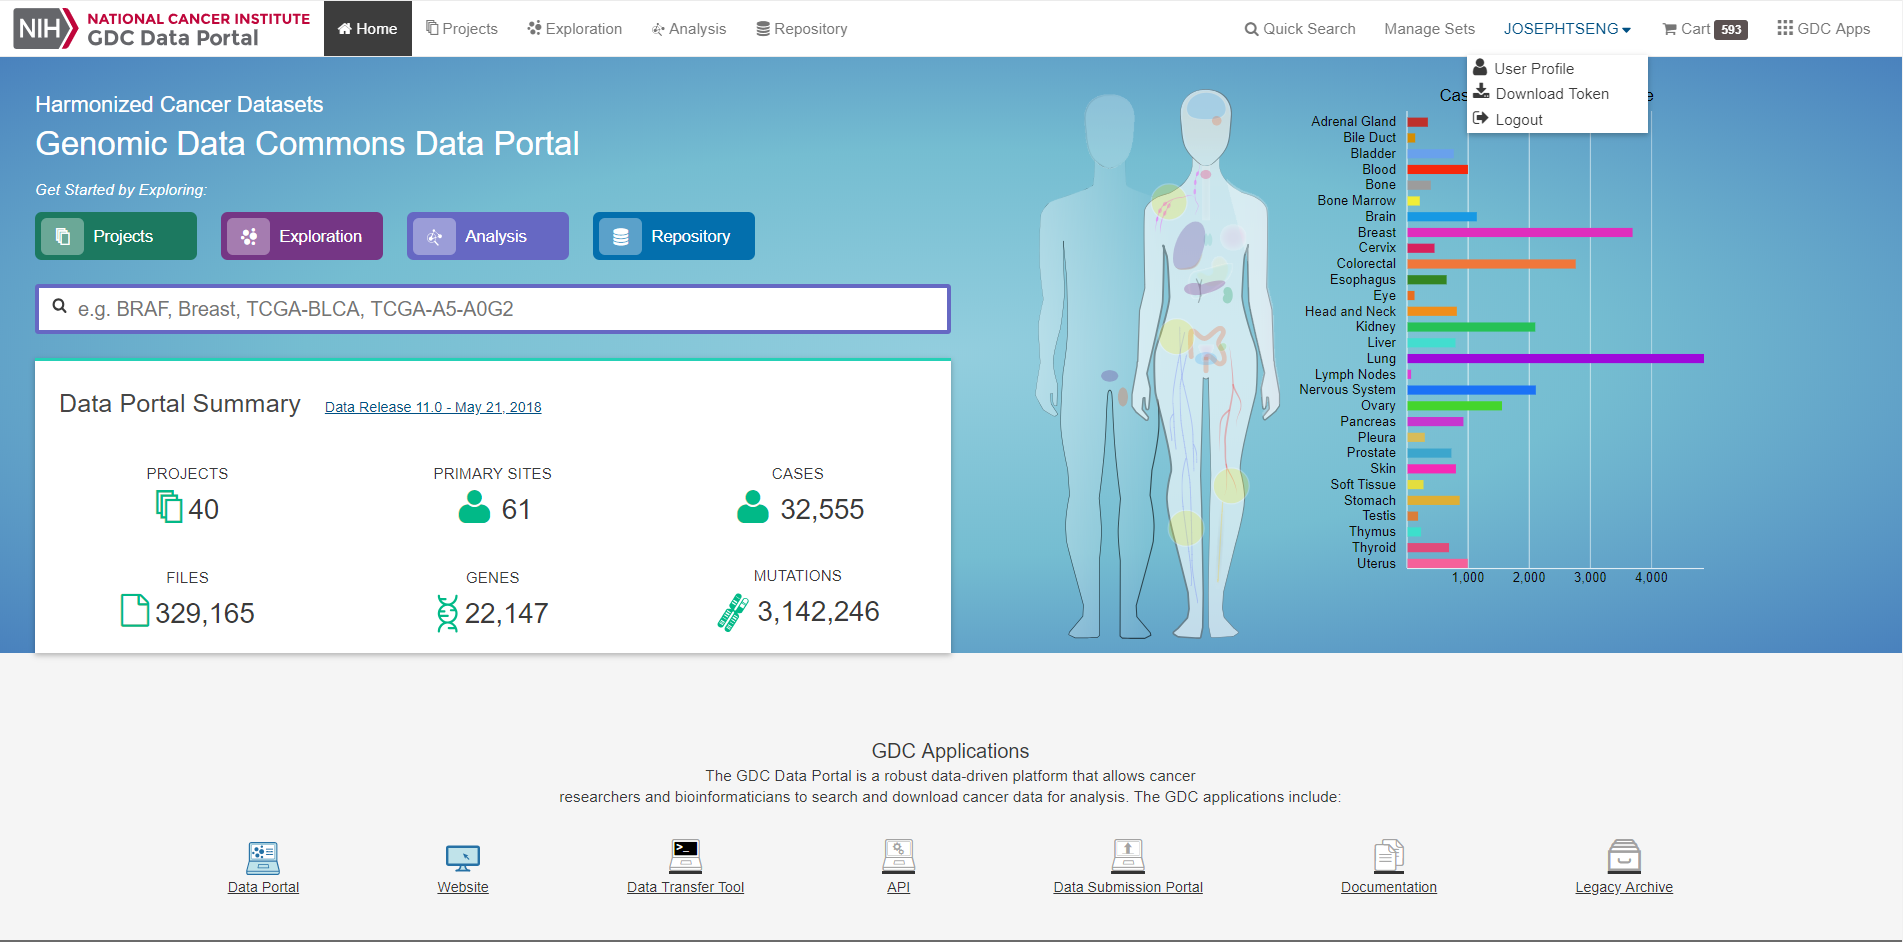 NIH
NATIONAL CANCER INSTITUTE
GDC Data Portal
Home
Projects
Exploration
Analysis
Repository
Quick Search
Manage Sets
JOSEPHTSENG
Cart 593
GDC Apps
User Profile
Download Token
Logout
Harmonized Cancer Datasets
Genomic Data Commons Data Portal
Get Started by Exploring:
Projects
Exploration
Analysis
Repository
e.g. BRAF, Breast, TCGA-BLCA, TCGA-A5-A0G2
Data Portal Summary
Data Release 11.0 - May 21, 2018
PROJECTS
40
PRIMARY SITES
61
CASES
32,555
FILES
329,165
GENES
22,147
MUTATIONS
3,142,246
Adrenal Gland
Bile Duct
Bladder
Blood
Bone
Bone Marrow
Brain
Breast
Cervix
Colorectal
Esophagus
Eye
Head and Neck
Kidney
Liver
Lung
Lymph Nodes
Nervous System
Ovary
Pancreas
Pleura
Prostate
Skin
Soft Tissue
Stomach
Testis
Thymus
Thyroid
Uterus
1,000 2,000 3,000 4,000
GDC Applications
The GDC Data Portal is a robust data-driven platform that allows cancer
researchers and bioinformaticians to search and download cancer data for analysis. The GDC applications include:
Data Portal
Website
Data Transfer Tool
API
Data Submission Portal
Documentation
Legacy Archive